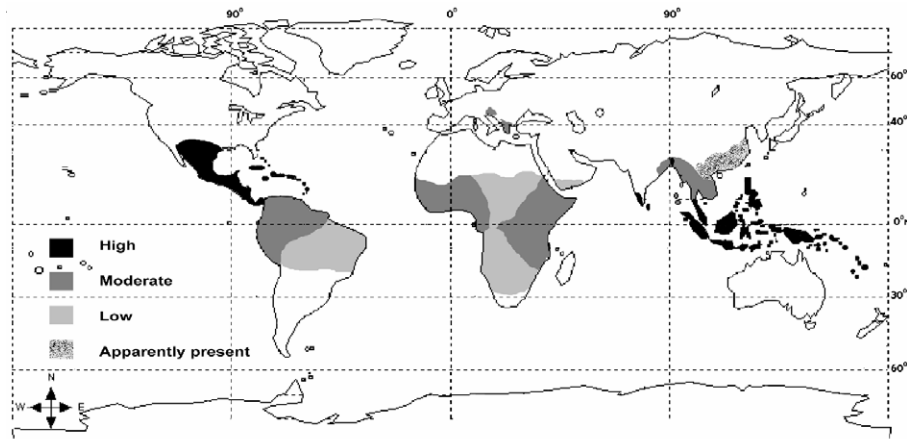 90° 0° 90°
60°
40°
0°
30°
60°
High
Moderate
Low
Apparently present
N
W E
S